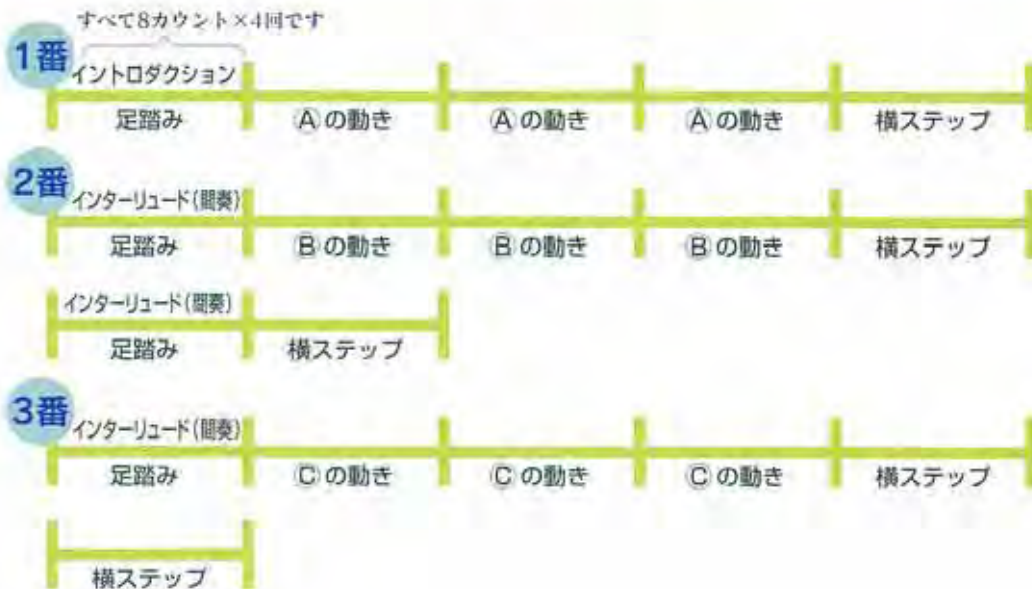 すべて8カウント×4回です
1番
イントロダクション
足踏み Ⓐの動き Ⓐの動き Ⓐの動き 横ステップ
2番
インターリュード(間奏)
足踏み Ⓑの動き Ⓑの動き Ⓑの動き 横ステップ
インターリュード(間奏)
足踏み 横ステップ
3番
インターリュード(間奏)
足踏み Ⓒの動き Ⓒの動き Ⓒの動き 横ステップ
横ステップ